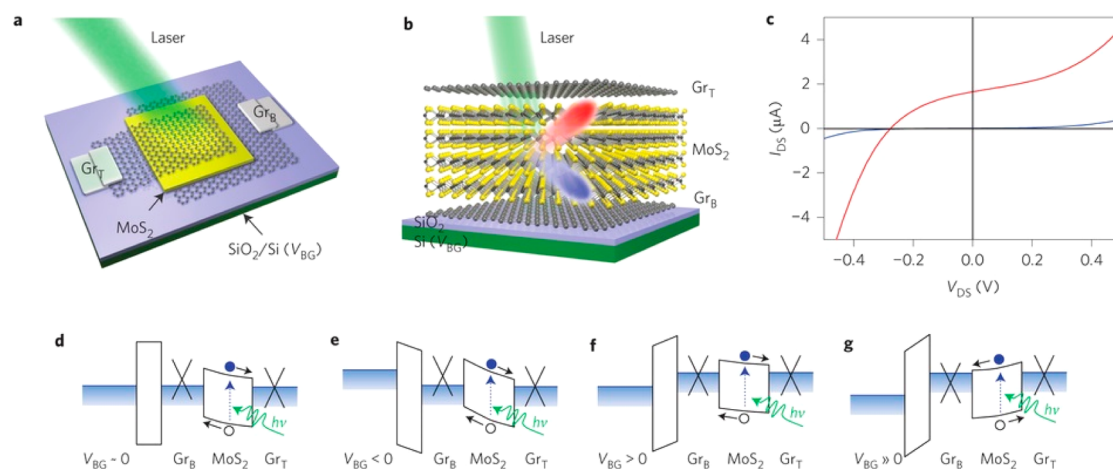 a
Laser
Gr_B
Gr_T
MoS_2
SiO_2/Si (V_BG)
b
Laser
Gr_T
MoS_2
Gr_B
SiO_2
Si (V_BG)
c
I_DS (μA)
4
2
0
−2
−4
−0.4 −0.2 0.0 0.2 0.4
V_DS (V)
d
hν
V_BG ~ 0 Gr_B MoS_2 Gr_T
e
hν
V_BG < 0 Gr_B MoS_2 Gr_T
f
hν
V_BG > 0 Gr_B MoS_2 Gr_T
g
hν
V_BG » 0 Gr_B MoS_2 Gr_T